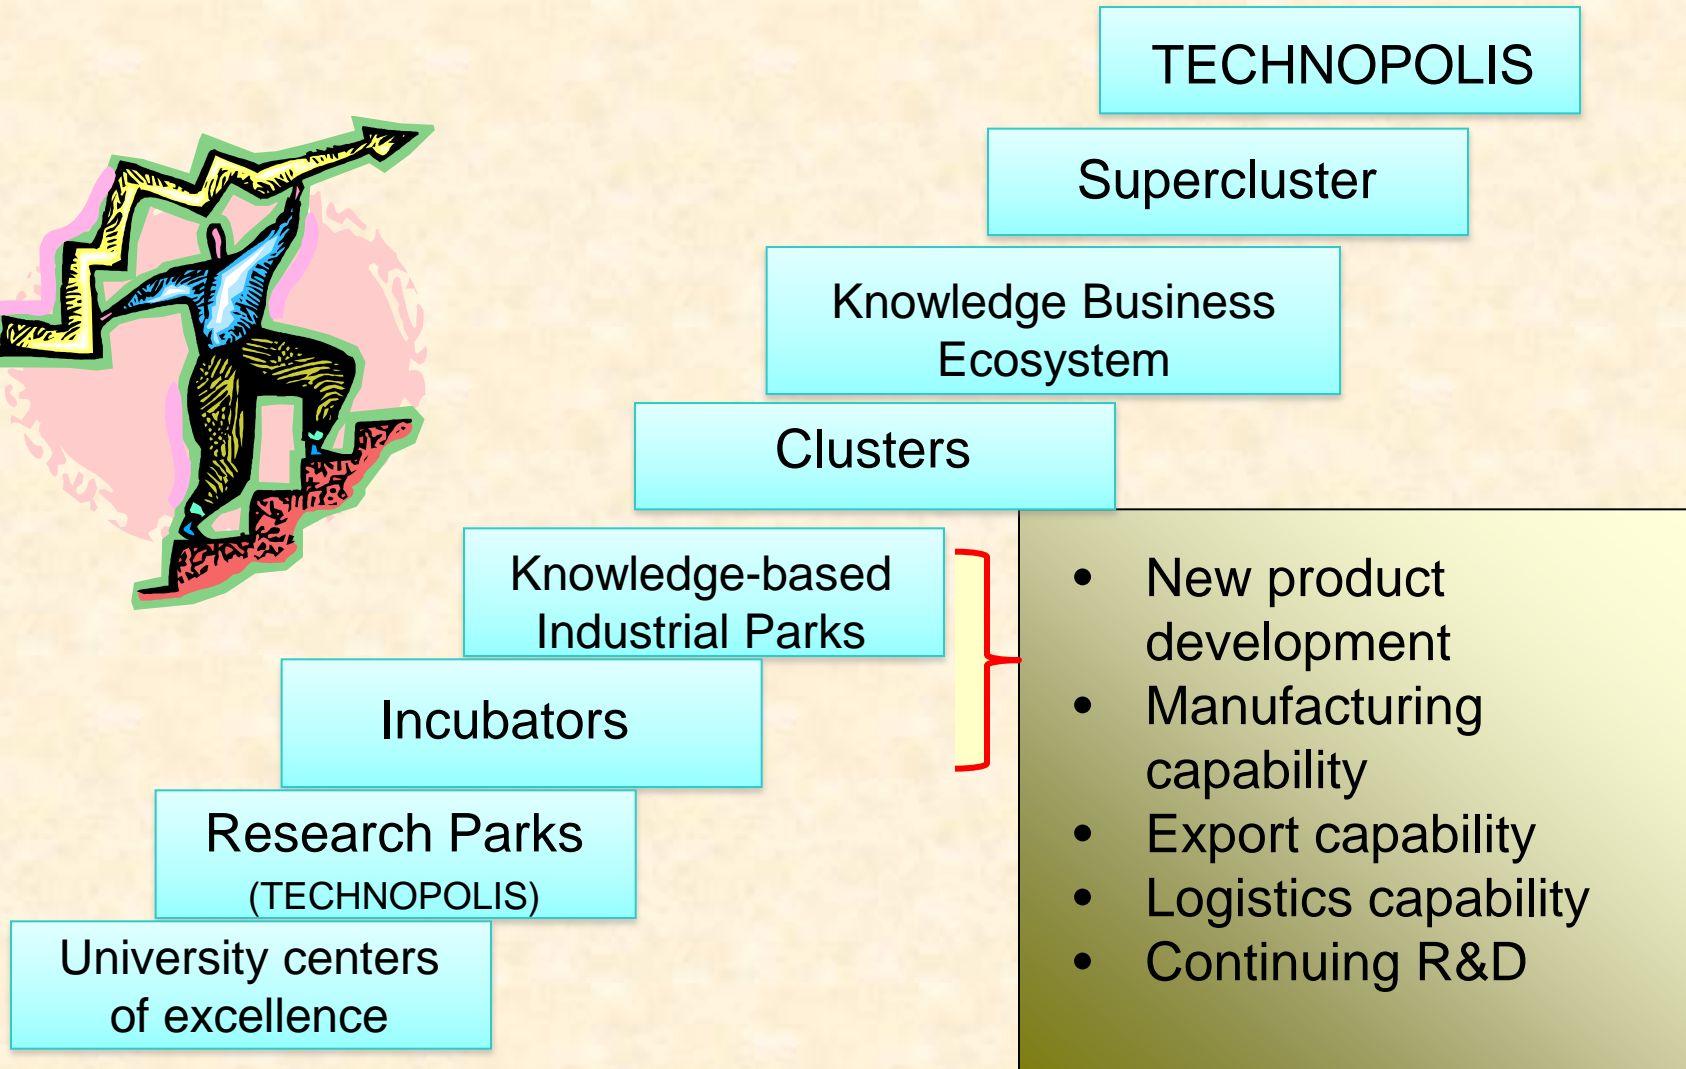 TECHNOPOLIS
Supercluster
Knowledge Business
Ecosystem
Clusters
Knowledge-based
Industrial Parks
Incubators
Research Parks
(TECHNOPOLIS)
University centers
of excellence
• New product
development
• Manufacturing
capability
• Export capability
• Logistics capability
• Continuing R&D